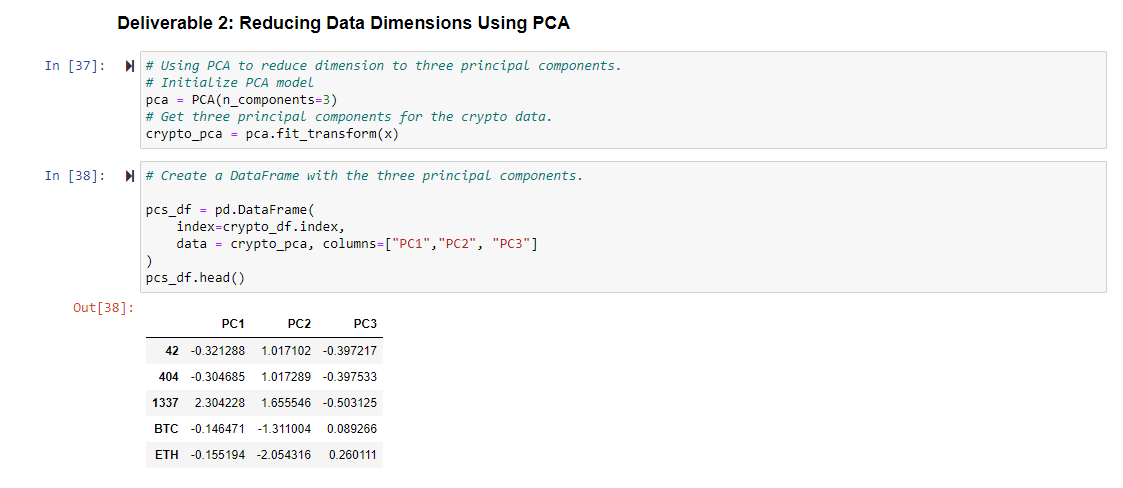 Deliverable 2: Reducing Data Dimensions Using PCA
In [37]:
# Using PCA to reduce dimension to three principal components.
# Initialize PCA model
pca = PCA(n_components=3)
# Get three principal components for the crypto data.
crypto_pca = pca.fit_transform(x)
In [38]:
# Create a DataFrame with the three principal components.
pcs_df = pd.DataFrame(
    index=crypto_df.index,
    data = crypto_pca, columns=["PC1","PC2", "PC3"]
)
pcs_df.head()
Out[38]:
PC1 PC2 PC3
42 -0.321288 1.017102 -0.397217
404 -0.304685 1.017289 -0.397533
1337 2.304228 1.655546 -0.503125
BTC -0.146471 -1.311004 0.089266
ETH -0.155194 -2.054316 0.260111